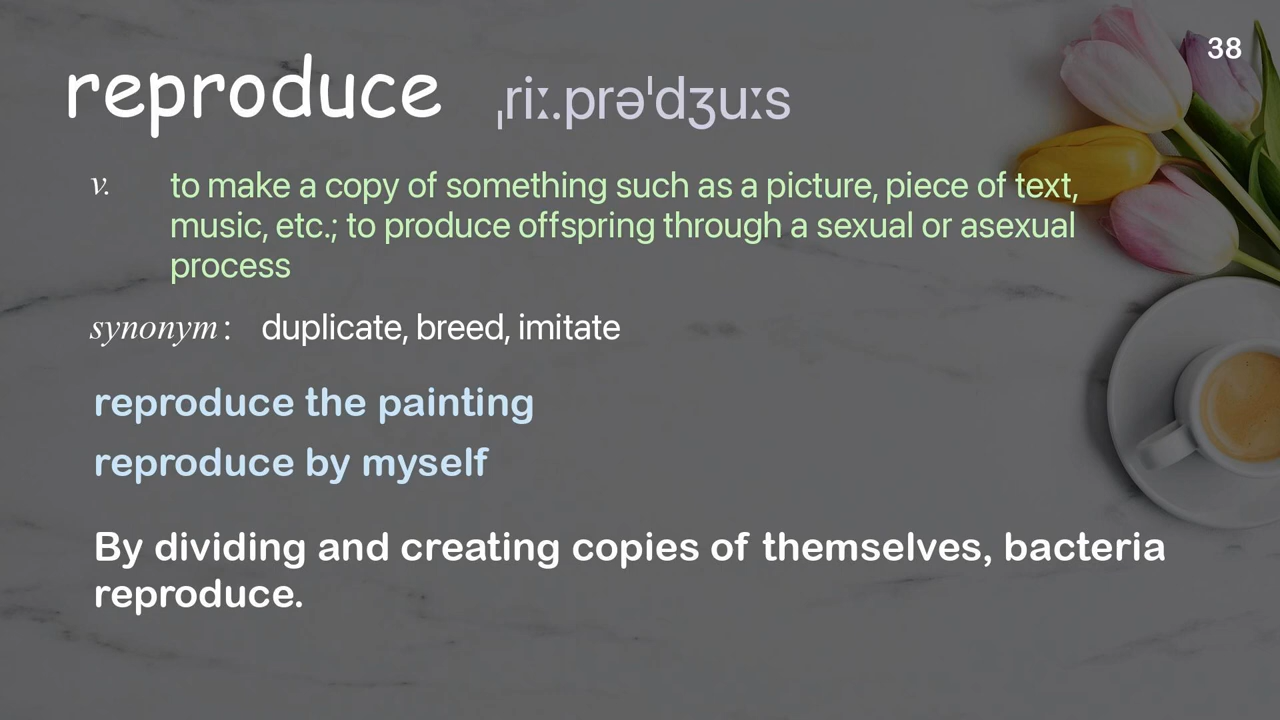 38
reproduce ˌriː.prəˈdʒuːs
v. to make a copy of something such as a picture, piece of text,
music, etc.; to produce offspring through a sexual or asexual
process
synonym: duplicate, breed, imitate
reproduce the painting
reproduce by myself
By dividing and creating copies of themselves, bacteria
reproduce.